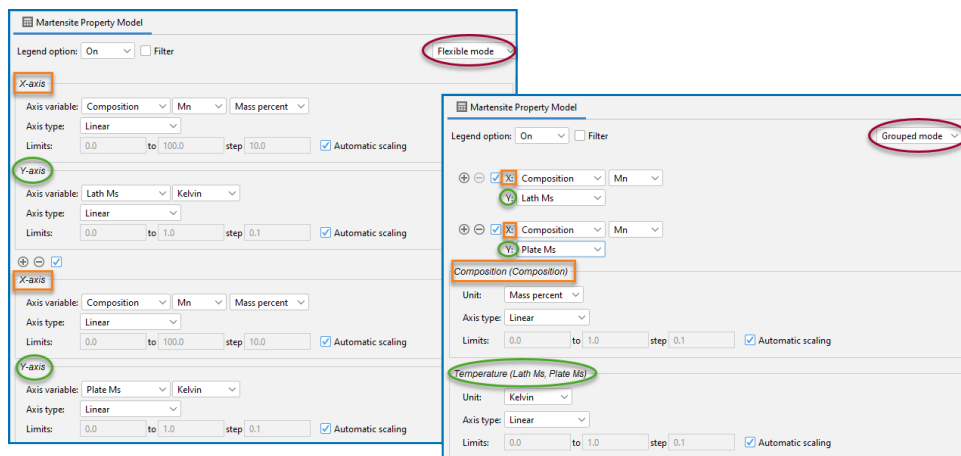 Martensite Property Model
Legend option: On Filter Flexible mode
X-axis
Axis variable: Composition Mn Mass percent
Axis type: Linear
Limits: 0.0 to 100.0 step 10.0 Automatic scaling
Y-axis
Axis variable: Lath Ms Kelvin
Axis type: Linear
Limits: 0.0 to 1.0 step 0.1 Automatic scaling
X-axis
Axis variable: Composition Mn Mass percent
Axis type: Linear
Limits: 0.0 to 100.0 step 10.0 Automatic scaling
Y-axis
Axis variable: Plate Ms Kelvin
Axis type: Linear
Limits: 0.0 to 1.0 step 0.1 Automatic scaling
Martensite Property Model
Legend option: On Filter Grouped mode
X: Composition Mn
Y: Lath Ms
X: Composition Mn
Y: Plate Ms
Composition (Composition)
Unit: Mass percent
Axis type: Linear
Limits: 0.0 to 1.0 step 0.1 Automatic scaling
Temperature (Lath Ms, Plate Ms)
Unit: Kelvin
Axis type: Linear
Limits: 0.0 to 1.0 step 0.1 Automatic scaling